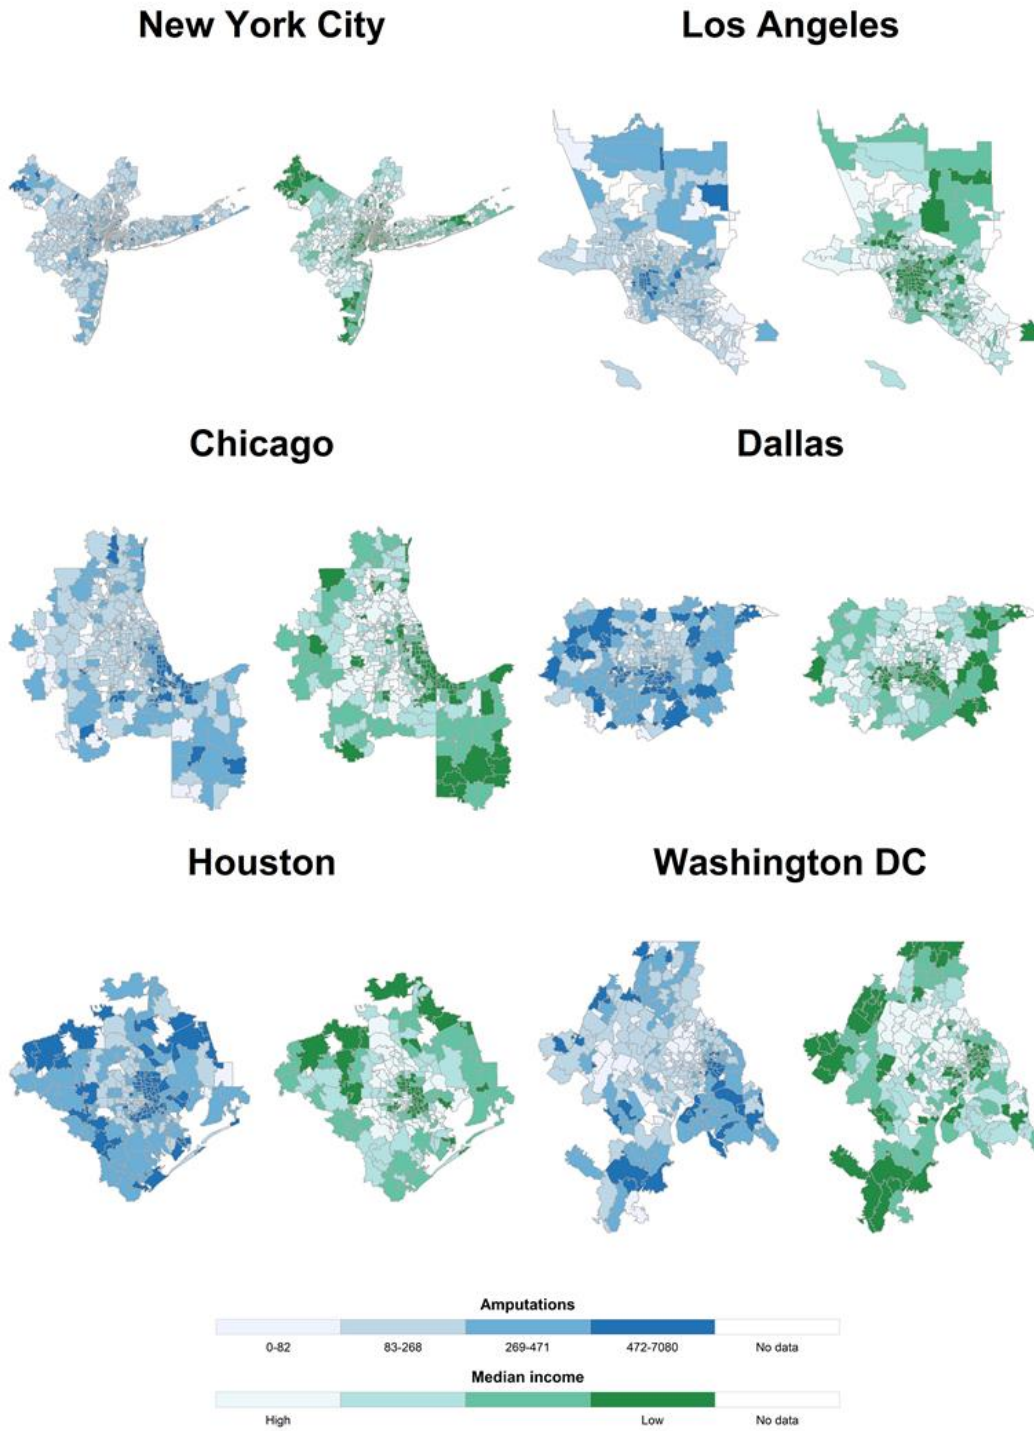 New York City
Los Angeles
Chicago
Dallas
Houston
Washington DC
Amputations
0-82 83-268 269-471 472-7080 No data
Median income
High Low No data